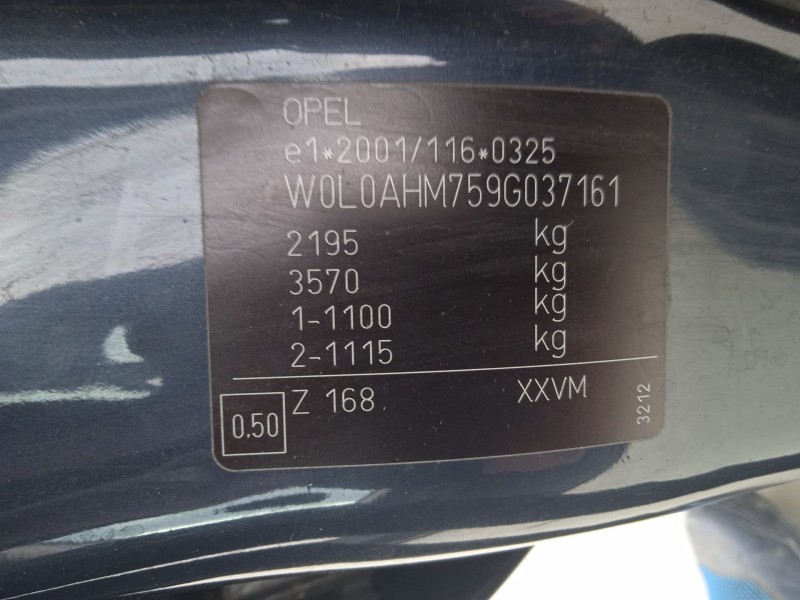 OPEL
e1*2001/116*0325
W0L0AHM759G037161
2195 kg
3570 kg
1-1100 kg
2-1115 kg
0.50 Z 168 XXVM
3212